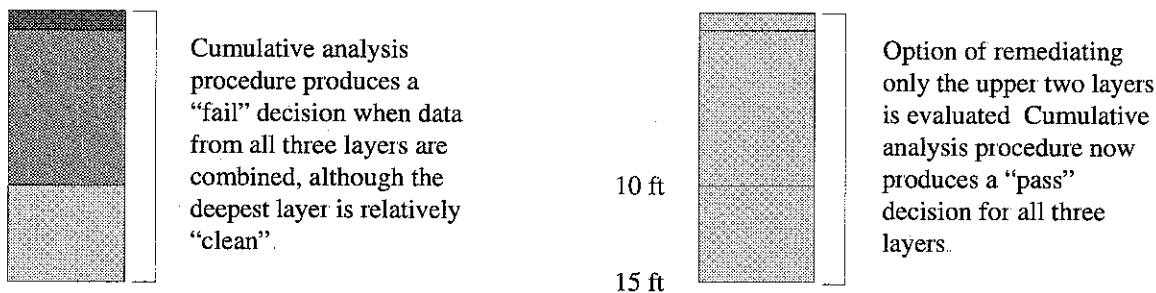 Cumulative analysis
procedure produces a
“fail” decision when data
from all three layers are
combined, although the
deepest layer is relatively
“clean”.
10 ft
15 ft
Option of remediating
only the upper two layers
is evaluated Cumulative
analysis procedure now
produces a “pass”
decision for all three
layers.